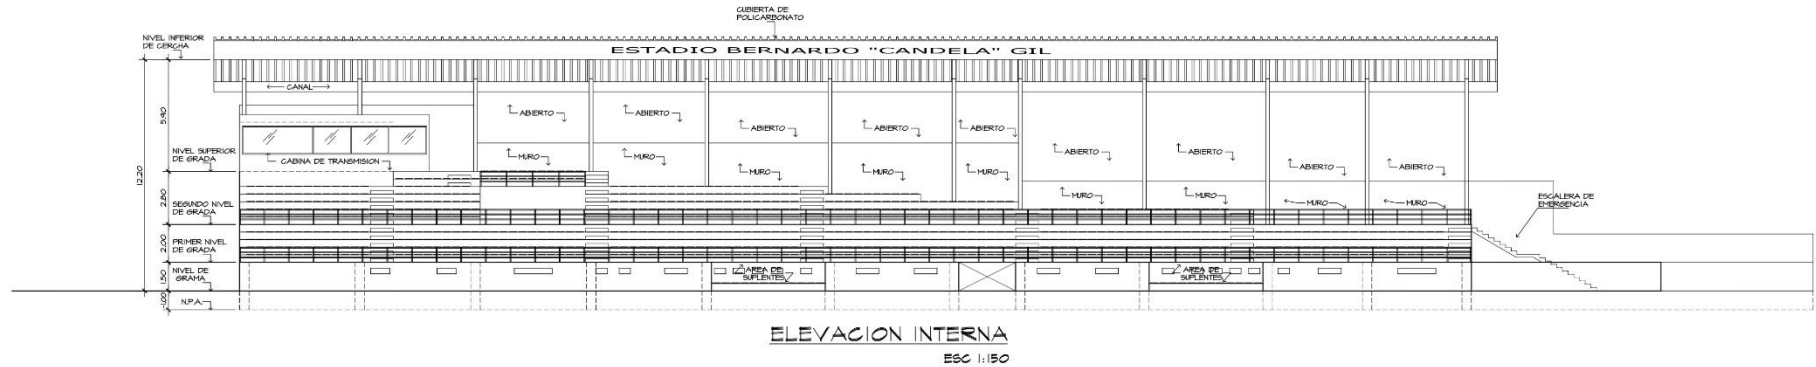 CUBIERTA DE
POLICARBONATO
NIVEL INFERIOR
DE CERCHA
ESTADIO BERNARDO "CANDELA" GIL
CANAL
ABIERTO
ABIERTO
ABIERTO
ABIERTO
ABIERTO
ABIERTO
ABIERTO
ABIERTO
ABIERTO
5.90
12.20
NIVEL SUPERIOR
DE GRADA
CABINA DE TRANSMISION
MURO
MURO
MURO
MURO
MURO
MURO
MURO
MURO
MURO
2.80
SEGUNDO NIVEL
DE GRADA
ESCALERA DE
EMERGENCIA
2.00
PRIMER NIVEL
DE GRADA
1.50
NIVEL DE
GRAMA
AREA DE
SUPLENTES
AREA DE
SUPLENTES
1.00
N.P.A.
ELEVACION INTERNA
ESC 1:150